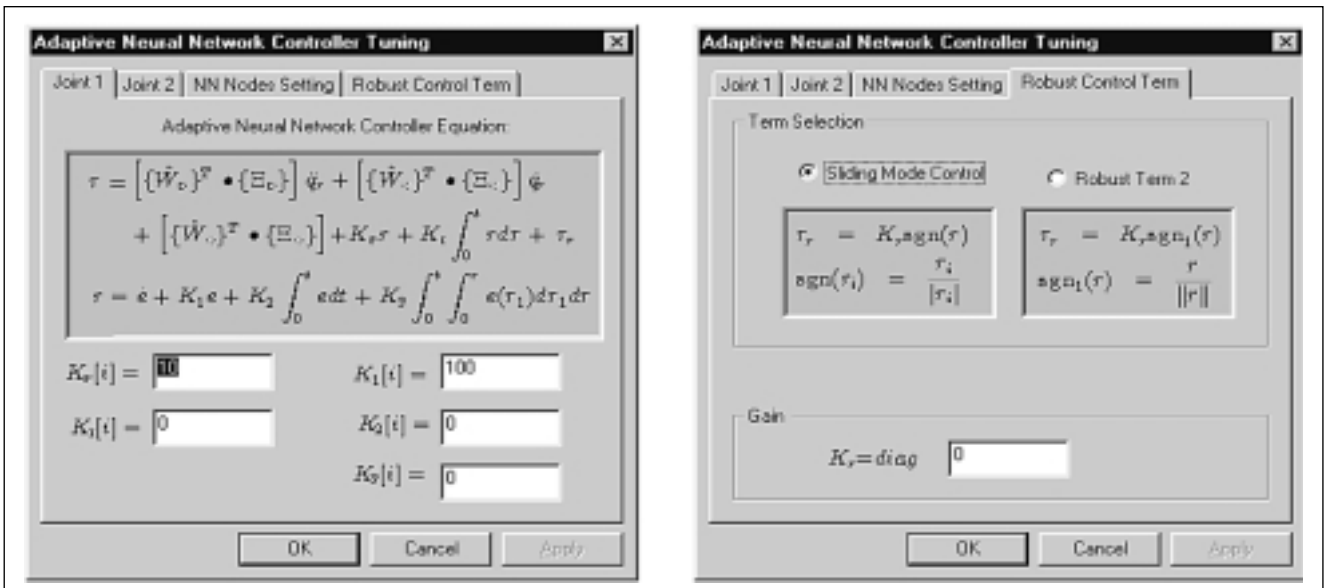 Adaptive Neural Network Controller Tuning
Joint 1 Joint 2 NN Nodes Setting Robust Control Term
Adaptive Neural Network Controller Equation:
τ = [{Ŵ_D}^T • {Ξ_D}] q̈_r + [{Ŵ_C}^T • {Ξ_C}] q̇_r
+ [{Ŵ_G}^T • {Ξ_G}] + K_v r + K_i ∫_0^t r dτ + τ_r
r = ė + K_1 e + K_2 ∫_0^t e dt + K_3 ∫_0^t ∫_0^τ e(τ_1)dτ_1 dτ
K_v[i] = 10 K_1[i] = 100
K_i[i] = 0 K_2[i] = 0
K_3[i] = 0
OK Cancel Apply
Adaptive Neural Network Controller Tuning
Joint 1 Joint 2 NN Nodes Setting Robust Control Term
Term Selection
Sliding Mode Control Robust Term 2
τ_r = K_r sgn(r) τ_r = K_r sgn_1(r)
sgn(r_i) = r_i / |r_i| sgn_1(r) = r / ||r||
Gain
K_r=diag 0
OK Cancel Apply